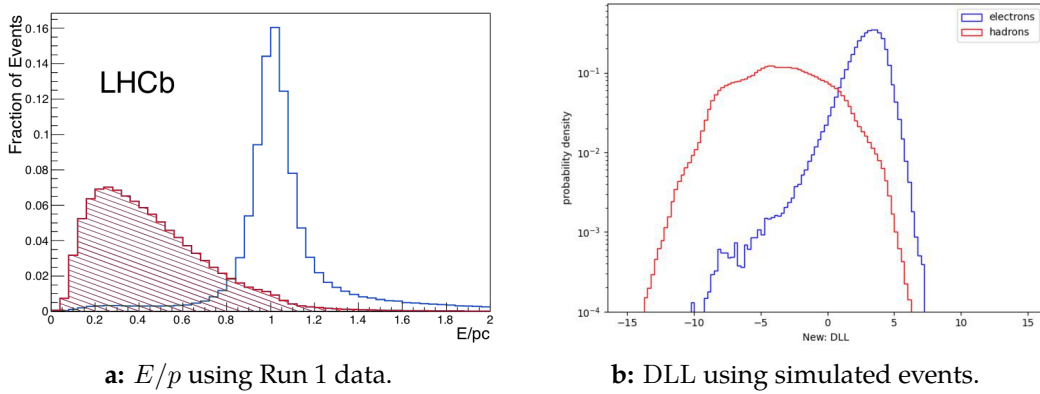 Fraction of Events
0.16
0.14
0.12
0.1
0.08
0.06
0.04
0.02
0
LHCb
0 0.2 0.4 0.6 0.8 1 1.2 1.4 1.6 1.8 2
E/pc
a: E/p using Run 1 data.
electrons
hadrons
probability density
10⁻¹
10⁻²
10⁻³
10⁻⁴
−15 −10 −5 0 5 10 15
New: DLL
b: DLL using simulated events.